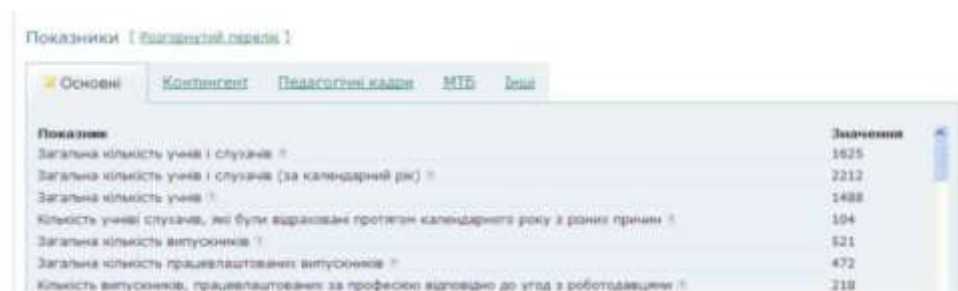 Показники [ Розгорнутий перелік ]
Основні Контингент Педагогічні кадри МТБ Інші
Показник Значення
Загальна кількість учнів і слухачів ? 1625
Загальна кількість учнів і слухачів (за календарний рік) ? 2212
Загальна кількість учнів ? 1488
Кількість учнів слухачів, які були відраховані протягом календарного року з різних причин ? 104
Загальна кількість випускників ? 521
Загальна кількість працевлаштованих випускників ? 472
Кількість випускників, працевлаштованих за професією відповідно до угод з роботодавцями ? 218